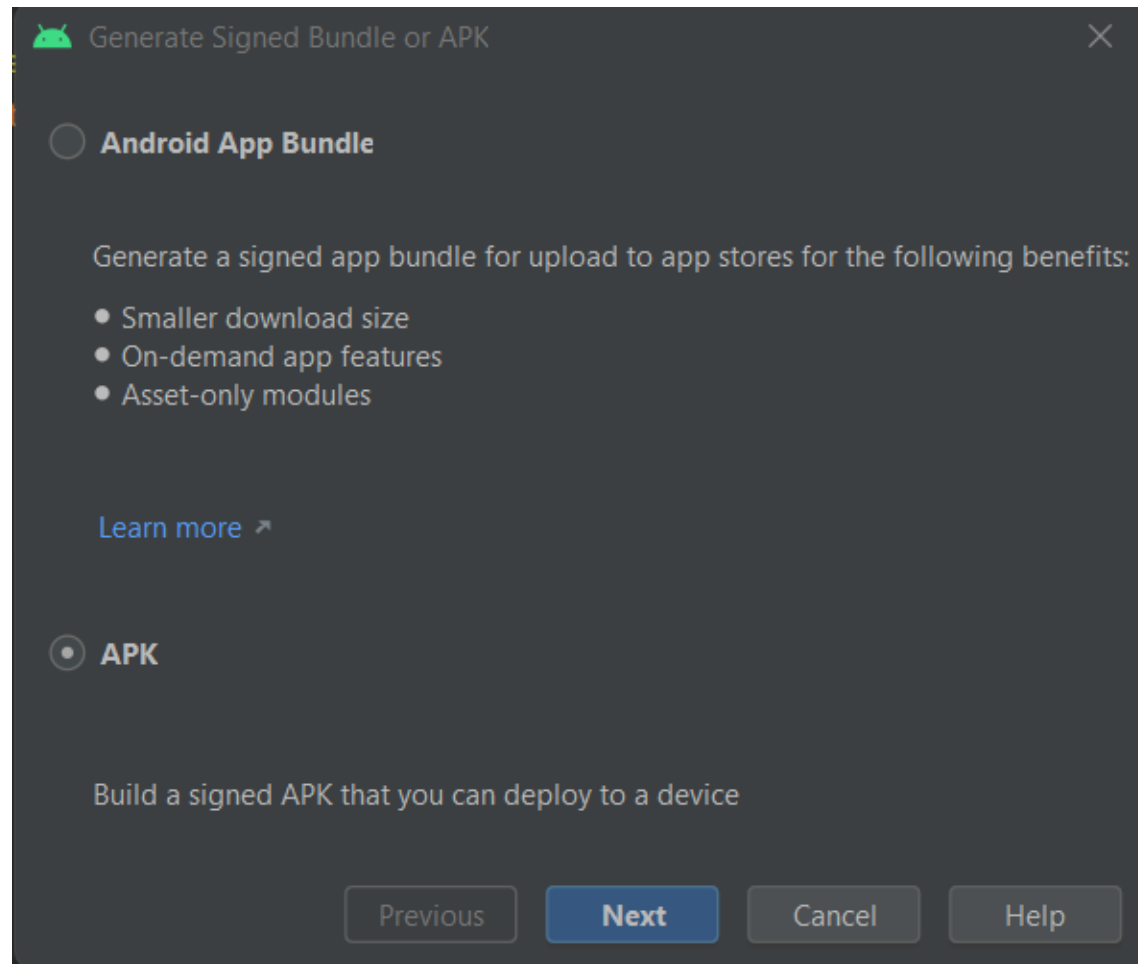 Generate Signed Bundle or APK
Android App Bundle
Generate a signed app bundle for upload to app stores for the following benefits:
Smaller download size
On-demand app features
Asset-only modules
Learn more ↗
APK
Build a signed APK that you can deploy to a device
Previous Next Cancel Help